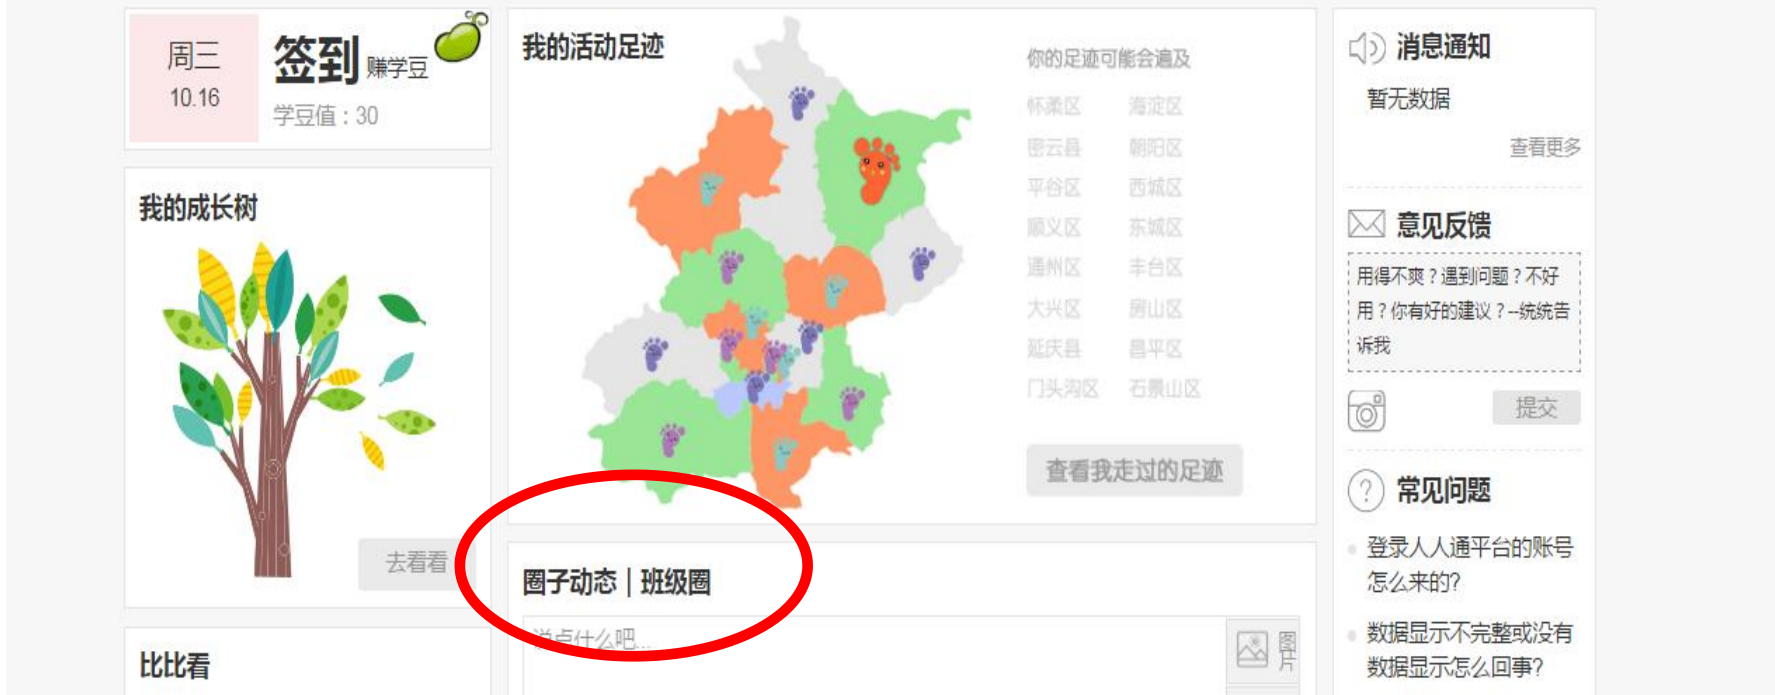 周三
10.16
签到 赚学豆
学豆值：30
我的成长树
去看看
比比看
我的活动足迹
你的足迹可能会遍及
怀柔区 海淀区
密云县 朝阳区
平谷区 西城区
顺义区 东城区
通州区 丰台区
大兴区 房山区
延庆县 昌平区
门头沟区 石景山区
查看我走过的足迹
圈子动态 | 班级圈
说点什么吧...
图片
消息通知
暂无数据
查看更多
意见反馈
用得不爽？遇到问题？不好
用？你有好的建议？--统统告
诉我
提交
常见问题
登录人人通平台的账号
怎么来的?
数据显示不完整或没有
数据显示怎么回事?